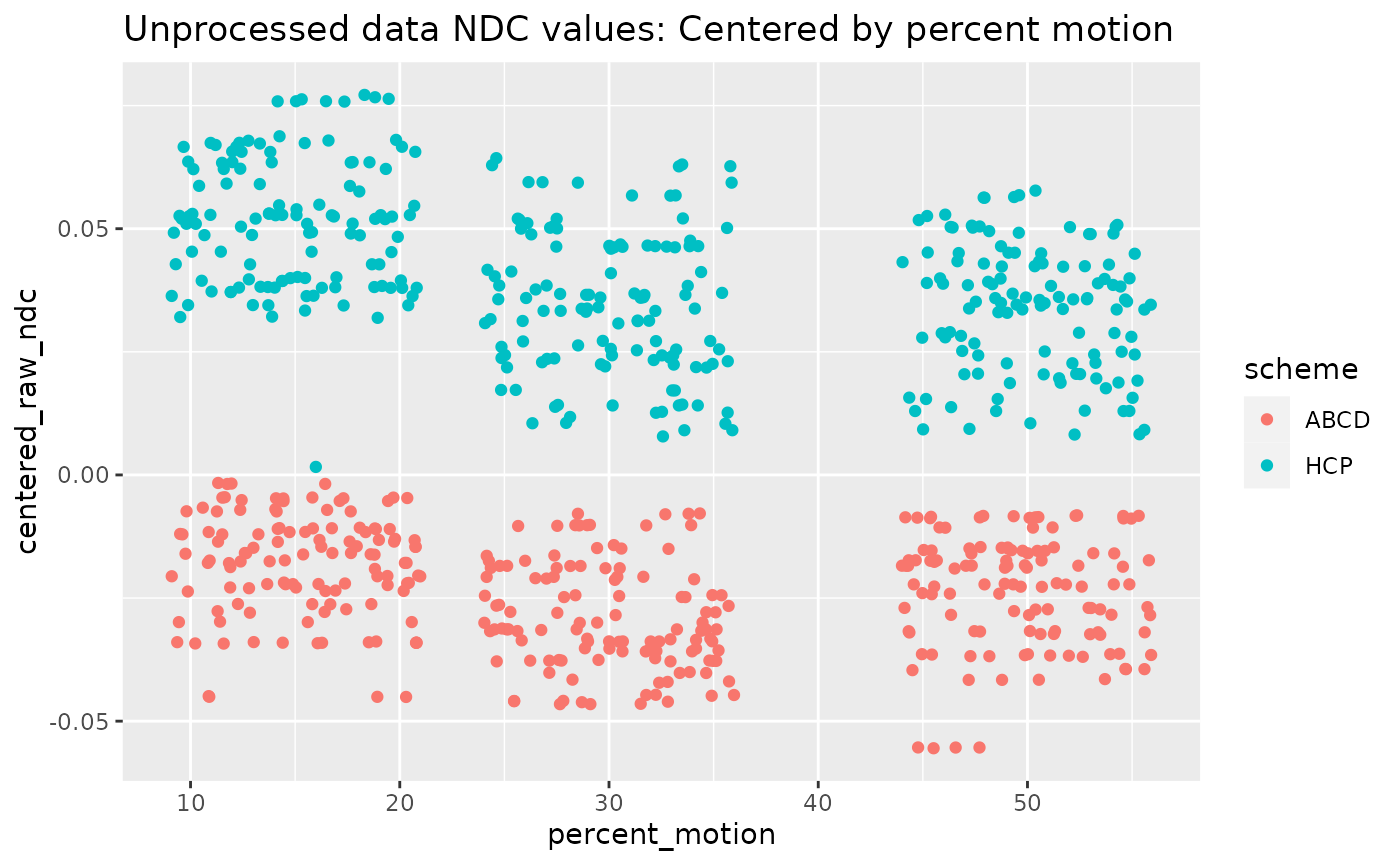 Unprocessed data NDC values: Centered by percent motion
centered_raw_ndc
0.05
0.00
-0.05
10 20 30 40 50
percent_motion
scheme
ABCD
HCP